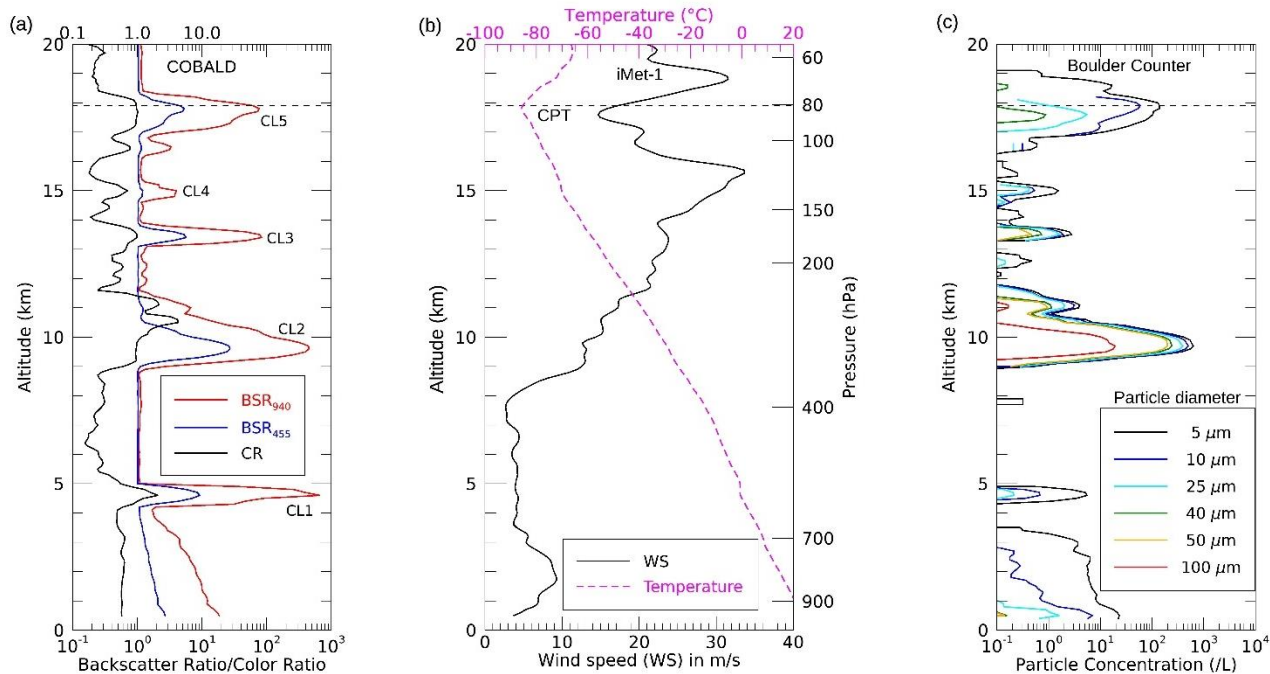 (a)
0.1 1.0 10.0
20
15
10
5
0
Altitude (km)
COBALD
CL5
CL4
CL3
CL2
CL1
BSR940
BSR455
CR
10-1 100 101 102 103
Backscatter Ratio/Color Ratio
Temperature (°C)
(b)
-100 -80 -60 -40 -20 0 20
20
15
10
5
0
Altitude (km)
iMet-1
CPT
60
80
100
150
200
400
700
900
Pressure (hPa)
WS
Temperature
0 10 20 30 40
Wind speed (WS) in m/s
(c)
20
15
10
5
0
Altitude (km)
Boulder Counter
Particle diameter
5 μm
10 μm
25 μm
40 μm
50 μm
100 μm
10-1 100 101 102 103 104
Particle Concentration (/L)